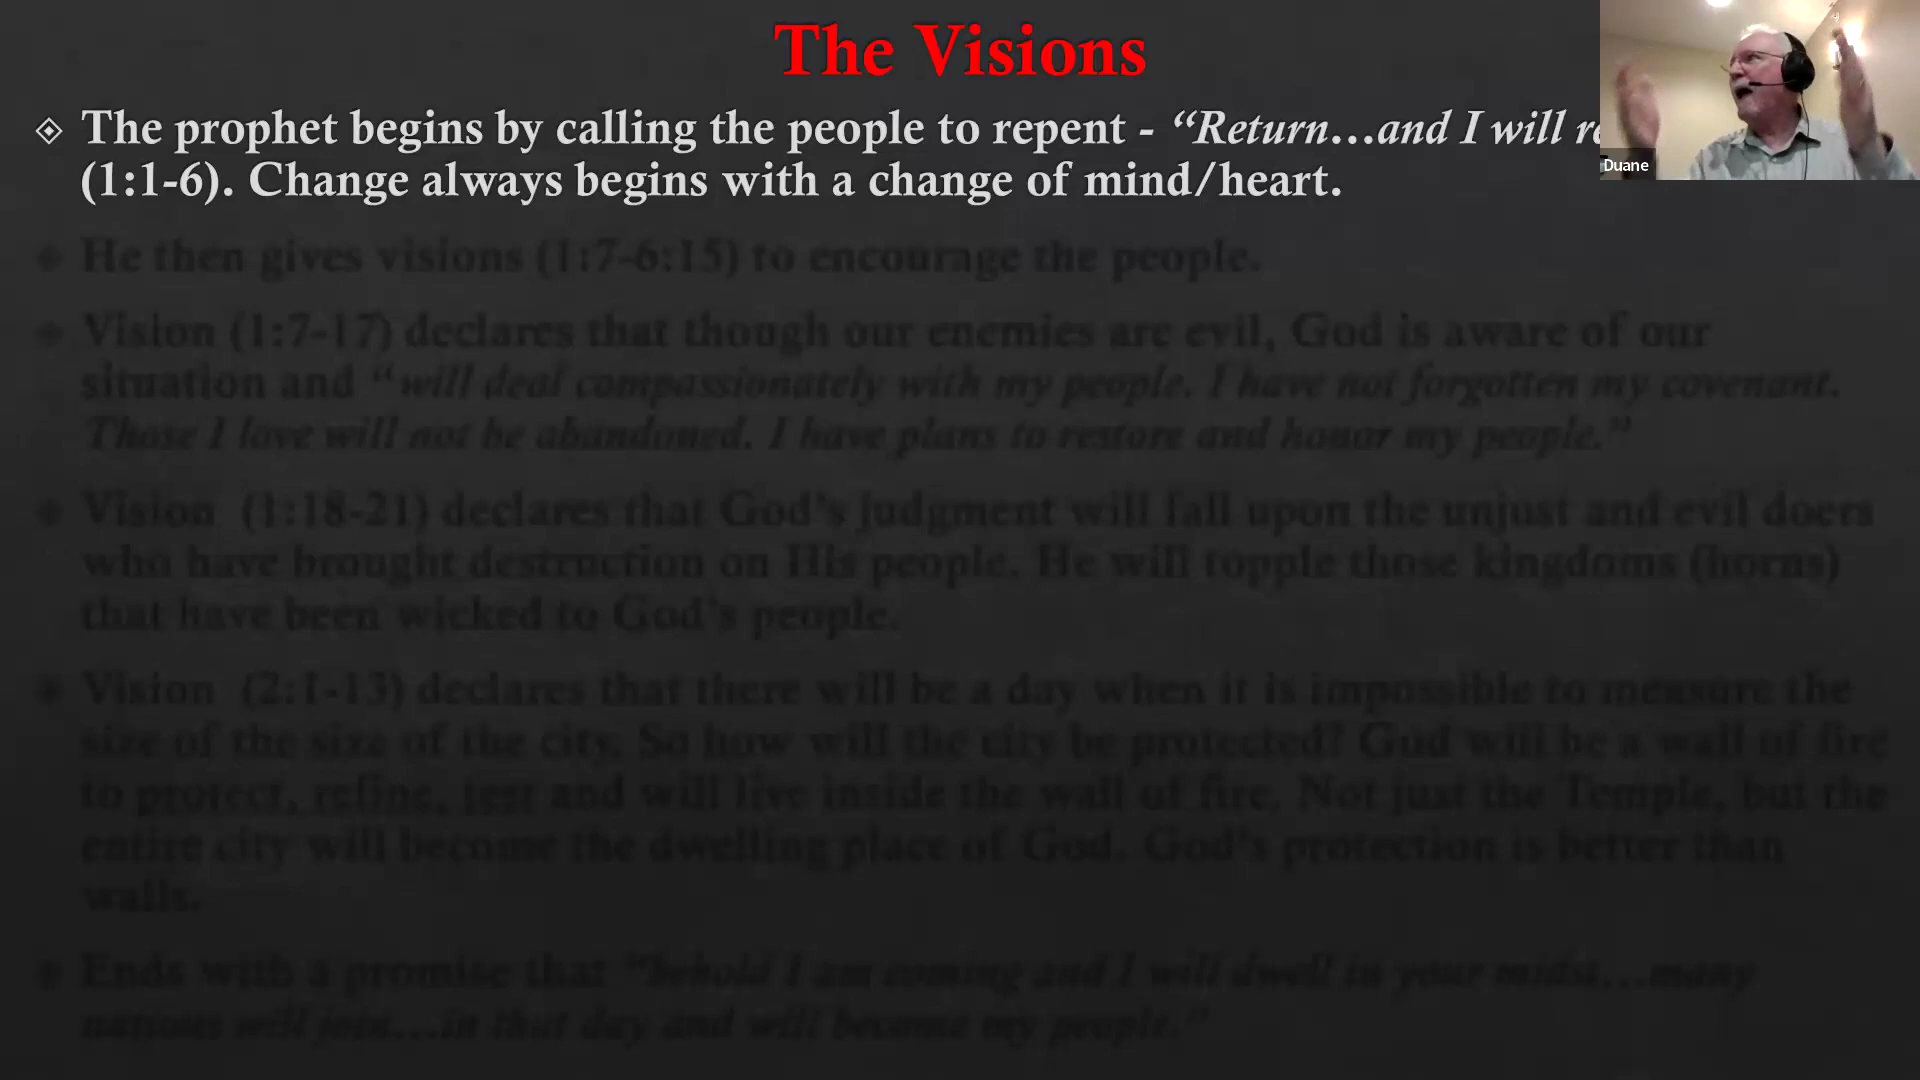 The Visions
The prophet begins by calling the people to repent - “Return…and I will
(1:1-6). Change always begins with a change of mind/heart.
Duane
He then gives visions (1:7-6:15) to encourage the people.
Vision (1:7-17) declares that though our enemies are evil, God is aware of our
situation and “will deal compassionately with my people. I have not forgotten my covenant.
Those I love will not be abandoned. I have plans to restore and honor my people.”
Vision (1:18-21) declares that God’s judgment will fall upon the unjust and evil doers
who have brought destruction on His people. He will topple those kingdoms (horns)
that have been wicked to God’s people.
Vision (2:1-13) declares that there will be a day when it is impossible to measure the
size of the size of the city. So how will the city be protected? God will be a wall of fire
to protect, refine, test and will live inside the wall of fire. Not just the Temple, but the
entire city will become the dwelling place of God. God’s protection is better than
walls.
Ends with a promise that “behold I am coming and I will dwell in your midst…many
nations will join…in that day and will become my people.”